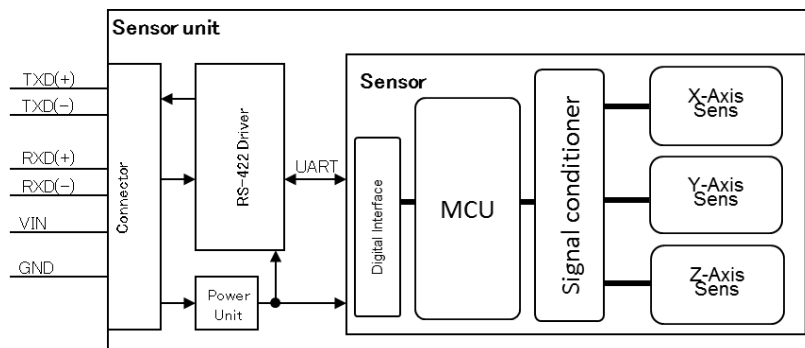 Sensor unit
TXD(+)
TXD(-)
RXD(+)
RXD(-)
VIN
GND
Connector
RS-422 Driver
UART
Power
Unit
Sensor
Digital Interface
MCU
Signal conditioner
X-Axis
Sens
Y-Axis
Sens
Z-Axis
Sens